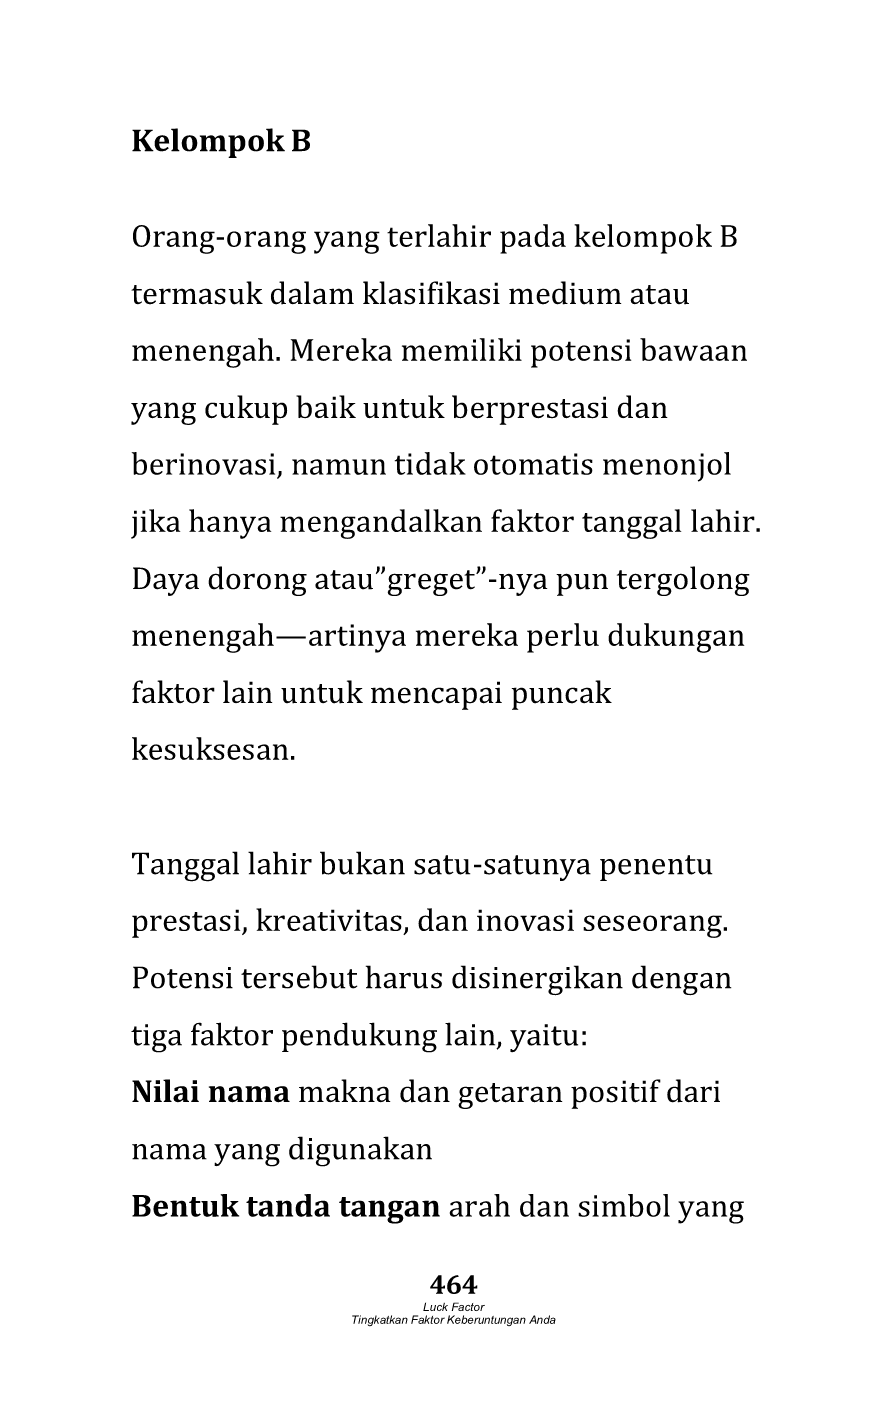 Kelompok B
Orang-orang yang terlahir pada kelompok B
termasuk dalam klasifikasi medium atau
menengah. Mereka memiliki potensi bawaan
yang cukup baik untuk berprestasi dan
berinovasi, namun tidak otomatis menonjol
jika hanya mengandalkan faktor tanggal lahir.
Daya dorong atau”greget”-nya pun tergolong
menengah—artinya mereka perlu dukungan
faktor lain untuk mencapai puncak
kesuksesan.
Tanggal lahir bukan satu-satunya penentu
prestasi, kreativitas, dan inovasi seseorang.
Potensi tersebut harus disinergikan dengan
tiga faktor pendukung lain, yaitu:
Nilai nama makna dan getaran positif dari
nama yang digunakan
Bentuk tanda tangan arah dan simbol yang
464
Luck Factor
Tingkatkan Faktor Keberuntungan Anda